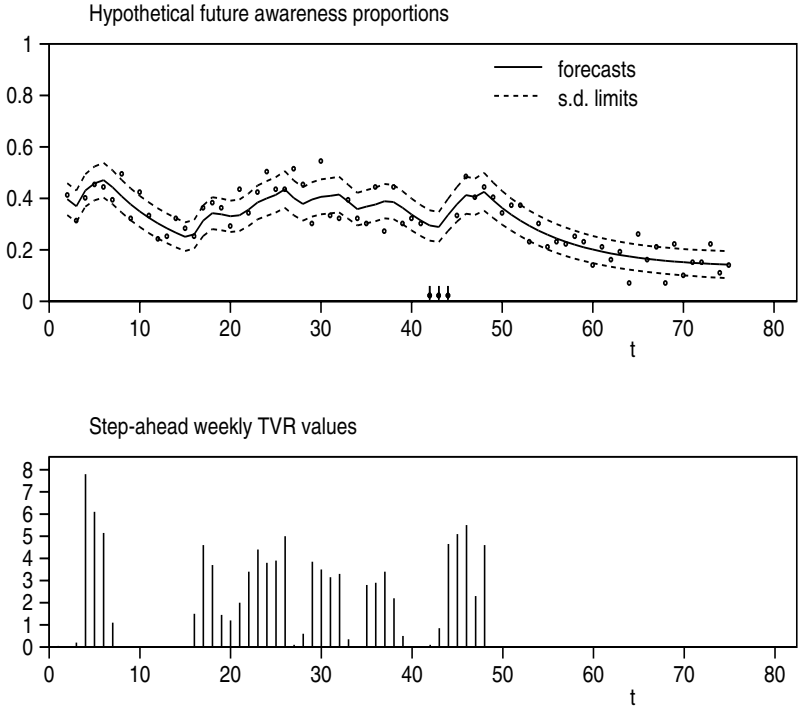 Hypothetical future awareness proportions
1
forecasts
0.8
s.d. limits
0.6
0.4
0.2
0
0 10 20 30 40 50 60 70 80
t
Step-ahead weekly TVR values
8
7
6
5
4
3
2
1
0
0 10 20 30 40 50 60 70 80
t